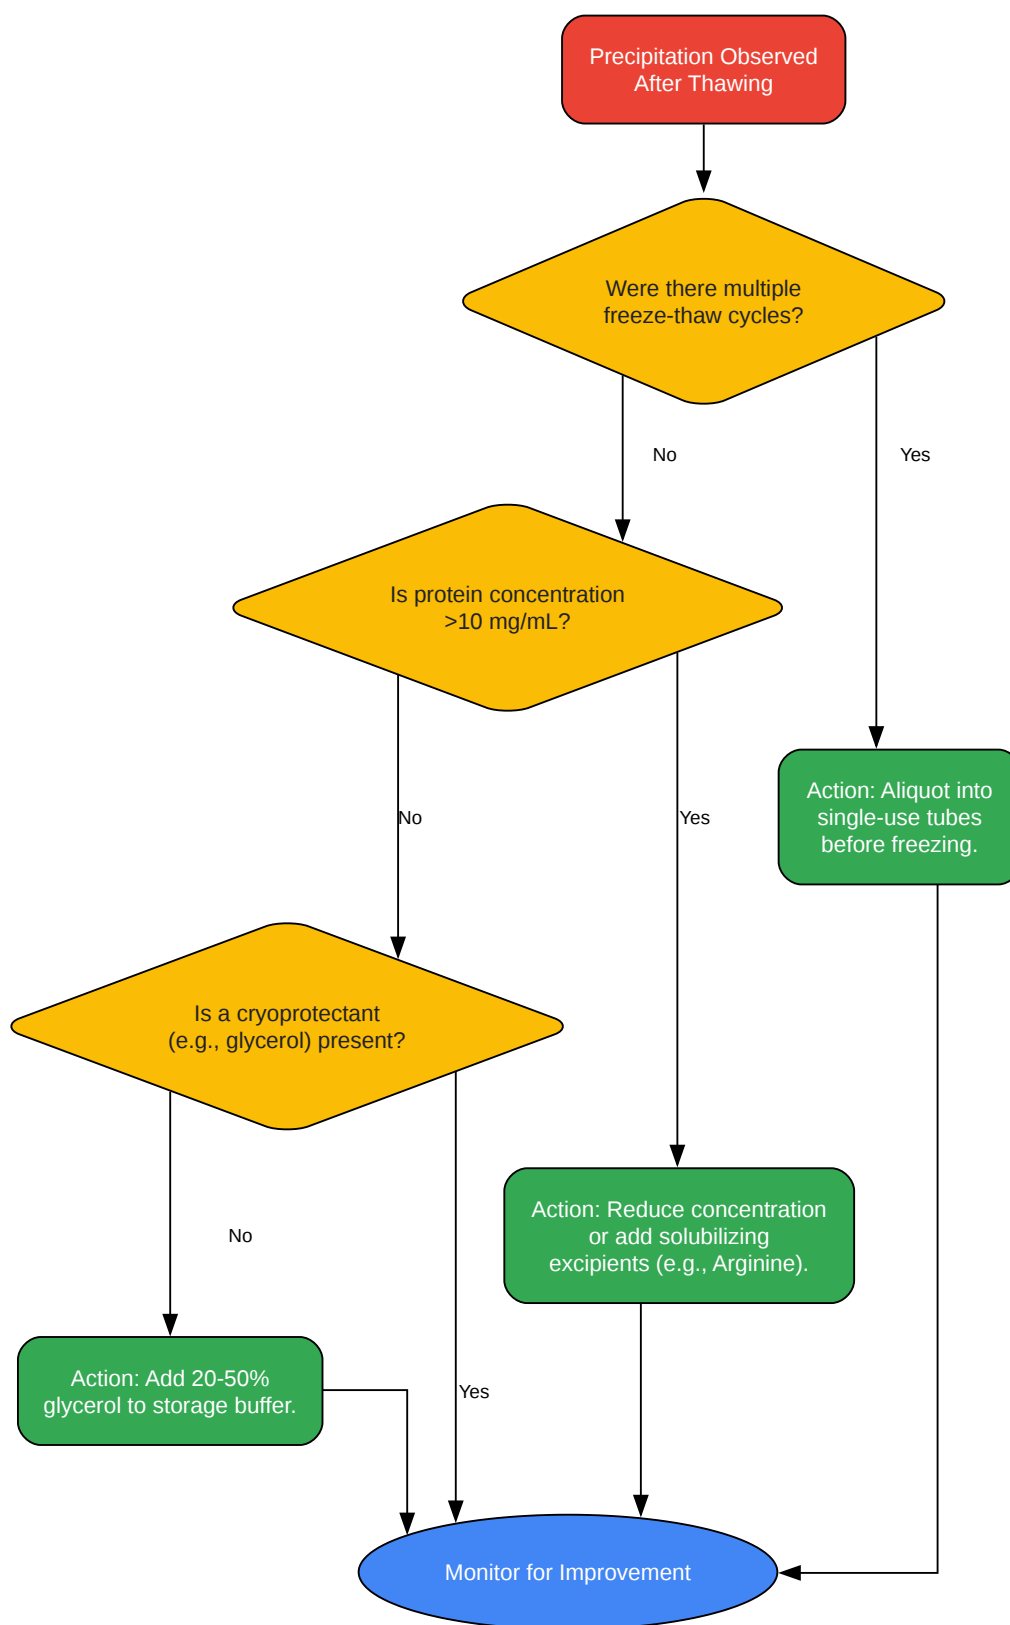 Precipitation Observed
After Thawing
Were there multiple
freeze-thaw cycles?
No
Yes
Is protein concentration
>10 mg/mL?
Action: Aliquot into
single-use tubes
before freezing.
No
Yes
Is a cryoprotectant
(e.g., glycerol) present?
Action: Reduce concentration
or add solubilizing
excipients (e.g., Arginine).
No
Action: Add 20-50%
glycerol to storage buffer.
Yes
Monitor for Improvement